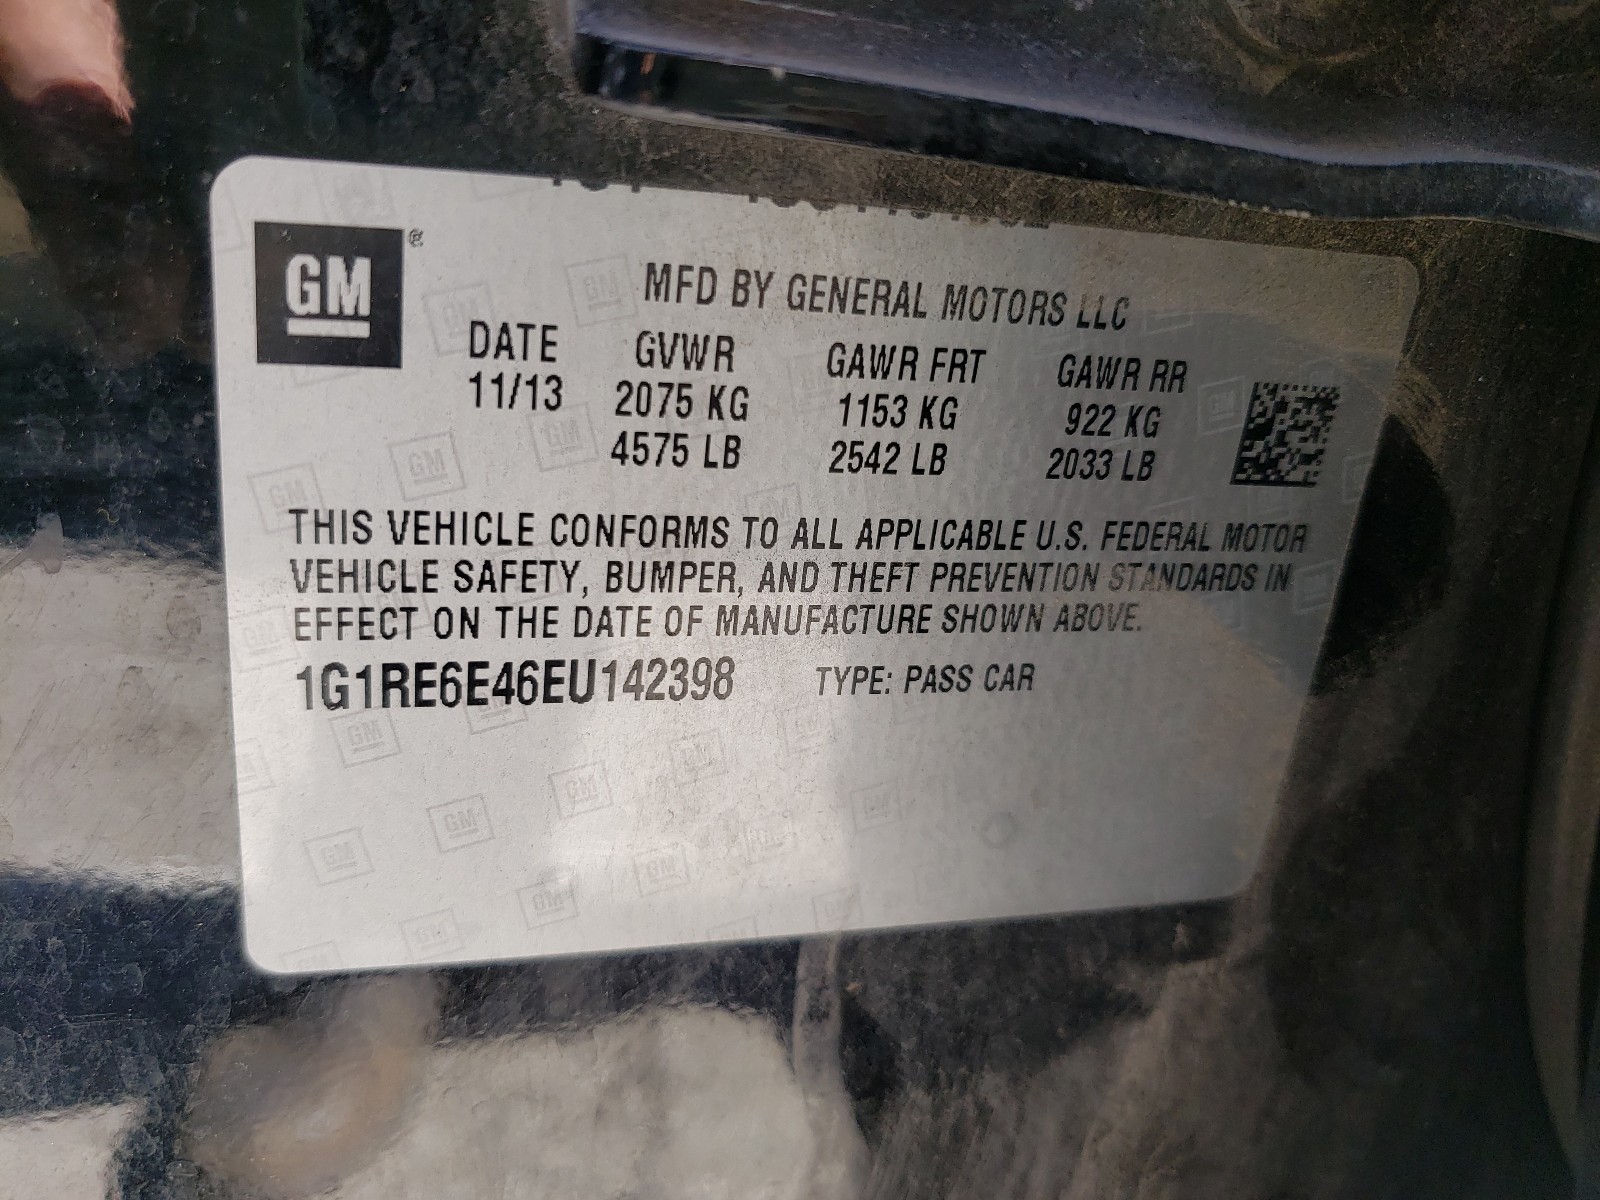 GM
MFD BY GENERAL MOTORS LLC
DATE GVWR GAWR FRT GAWR RR
11/13 2075 KG 1153 KG 922 KG
4575 LB 2542 LB 2033 LB
THIS VEHICLE CONFORMS TO ALL APPLICABLE U.S. FEDERAL MOTOR
VEHICLE SAFETY, BUMPER, AND THEFT PREVENTION STANDARDS IN
EFFECT ON THE DATE OF MANUFACTURE SHOWN ABOVE.
1G1RE6E46EU142398 TYPE: PASS CAR